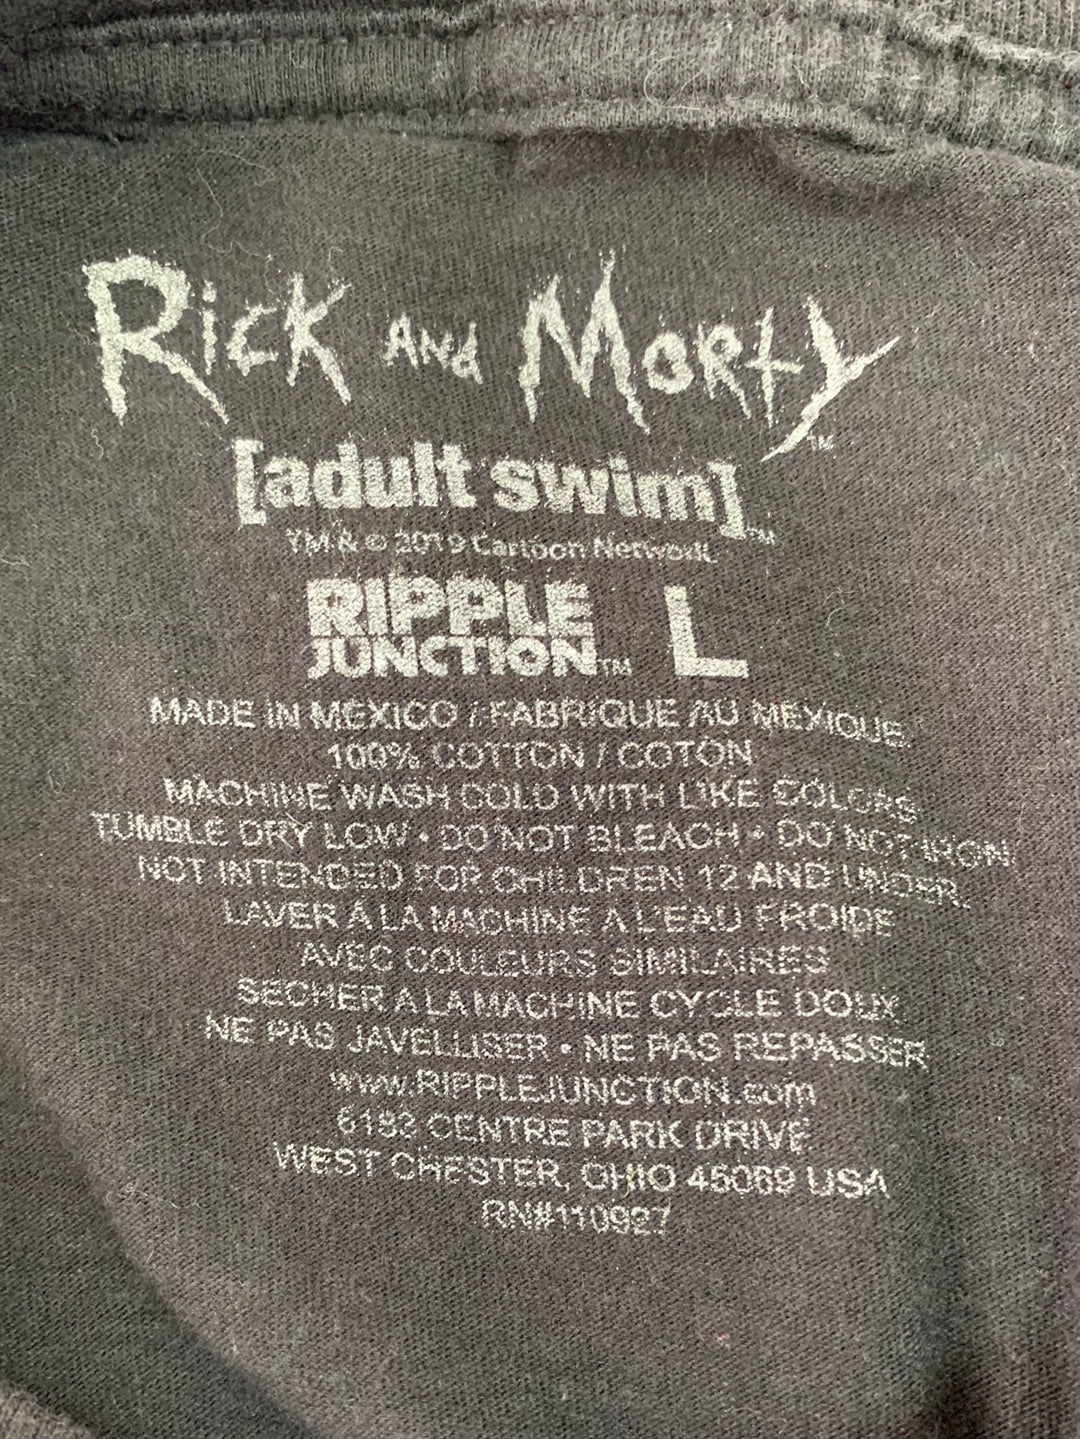 Rick And Morty TM
[adult swim] TM
TM & © 2019 Cartoon Network
RIPPLE L
JUNCTION TM
MADE IN MEXICO / FABRIQUE AU MEXIQUE
100% COTTON / COTON
MACHINE WASH COLD WITH LIKE COLORS
TUMBLE DRY LOW • DO NOT BLEACH • DO NOT IRON
NOT INTENDED FOR CHILDREN 12 AND UNDER.
LAVER À LA MACHINE A L'EAU FROIDE
AVEC COULEURS SIMILAIRES
SECHER A LA MACHINE CYCLE DOUX
NE PAS JAVELLISER • NE PAS REPASSER
www.RIPPLEJUNCTION.com
6183 CENTRE PARK DRIVE
WEST CHESTER, OHIO 45069 USA
RN#110927